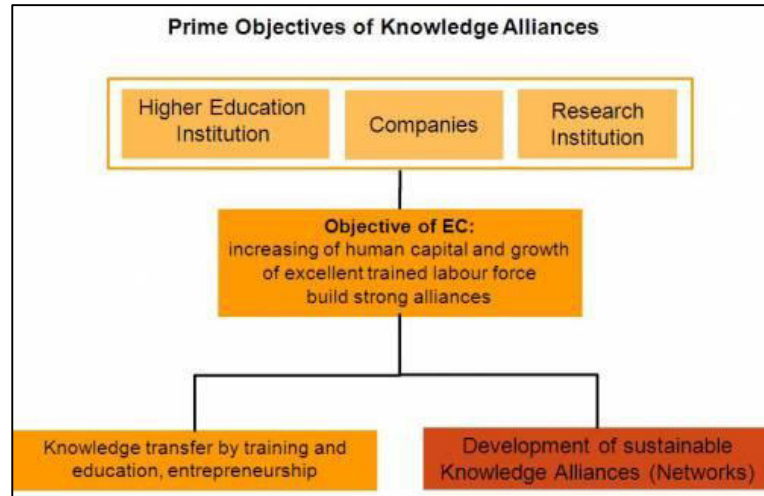 Prime Objectives of Knowledge Alliances
Higher Education
Institution
Companies
Research
Institution
Objective of EC:
increasing of human capital and growth
of excellent trained labour force
build strong alliances
Knowledge transfer by training and
education, entrepreneurship
Development of sustainable
Knowledge Alliances (Networks)